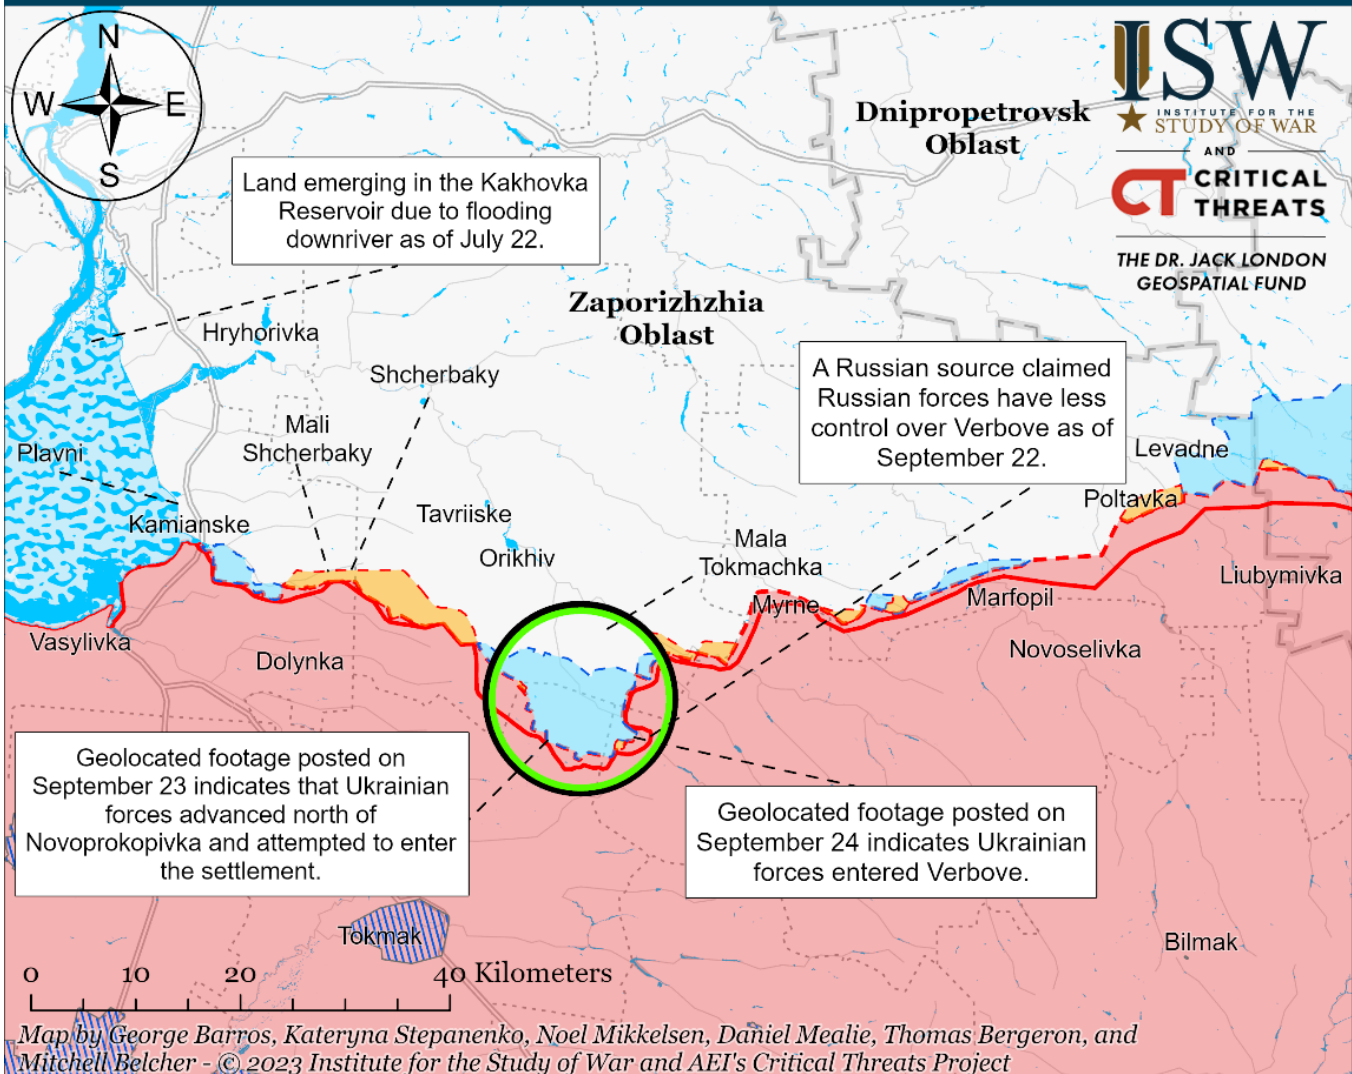 N
W
E
S
ISW
INSTITUTE FOR THE
STUDY OF WAR
AND
CT CRITICAL
THREATS
THE DR. JACK LONDON
GEOSPATIAL FUND
Dnipropetrovsk
Oblast
Land emerging in the Kakhovka
Reservoir due to flooding
downriver as of July 22.
Zaporizhzhia
Oblast
Hryhorivka
Shcherbaky
A Russian source claimed
Russian forces have less
control over Verbove as of
September 22.
Mali
Shcherbaky
Plavni
Levadne
Poltavka
Kamianske
Tavriiske
Orikhiv
Mala
Tokmachka
Liubymivka
Myrne
Marfopil
Vasylivka
Dolynka
Novoselivka
Geolocated footage posted on
September 23 indicates that Ukrainian
forces advanced north of
Novoprokopivka and attempted to enter
the settlement.
Geolocated footage posted on
September 24 indicates Ukrainian
forces entered Verbove.
Tokmak
Bilmak
0 10 20 40 Kilometers
Map by George Barros, Kateryna Stepanenko, Noel Mikkelsen, Daniel Mealie, Thomas Bergeron, and
Mitchell Belcher - © 2023 Institute for the Study of War and AEI's Critical Threats Project